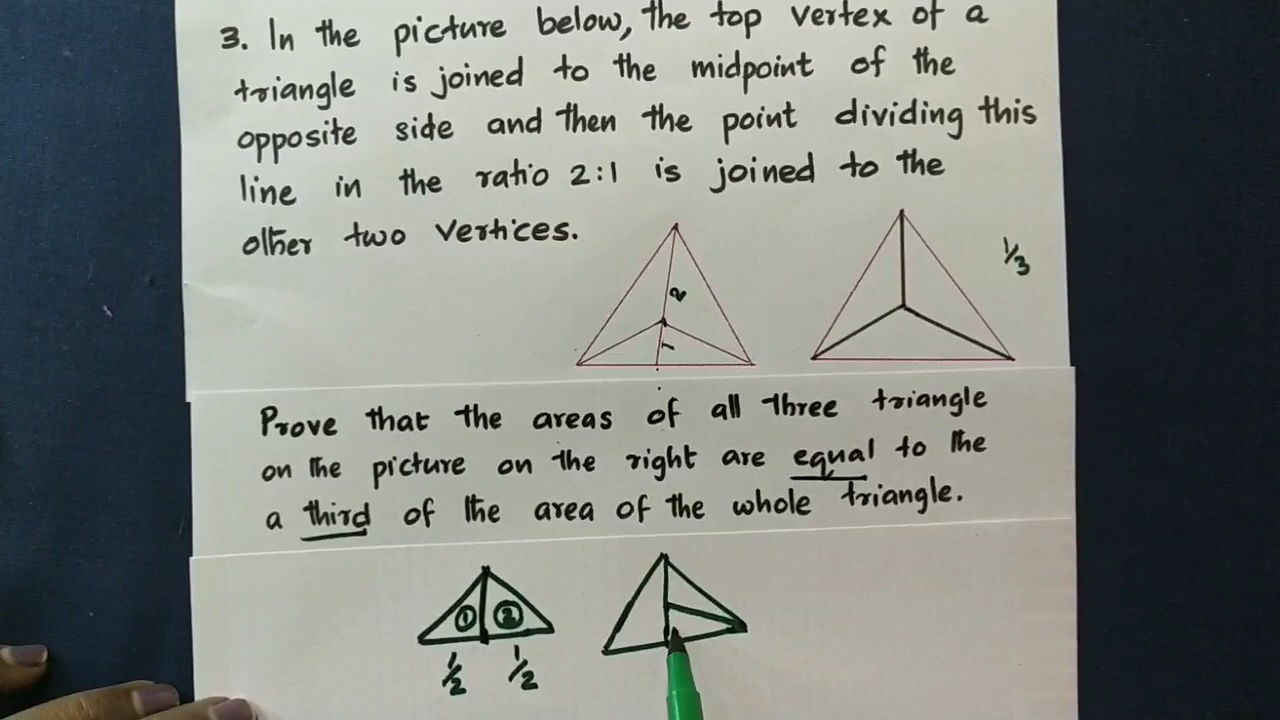 3. In the picture below, the top vertex of a
triangle is joined to the midpoint of the
opposite side and then the point dividing this
line in the ratio 2:1 is joined to the
other two vertices.
2
1
1/3
Prove that the areas of all three triangle
on the picture on the right are equal to the
a third of the area of the whole triangle.
① ②
1/2 1/2